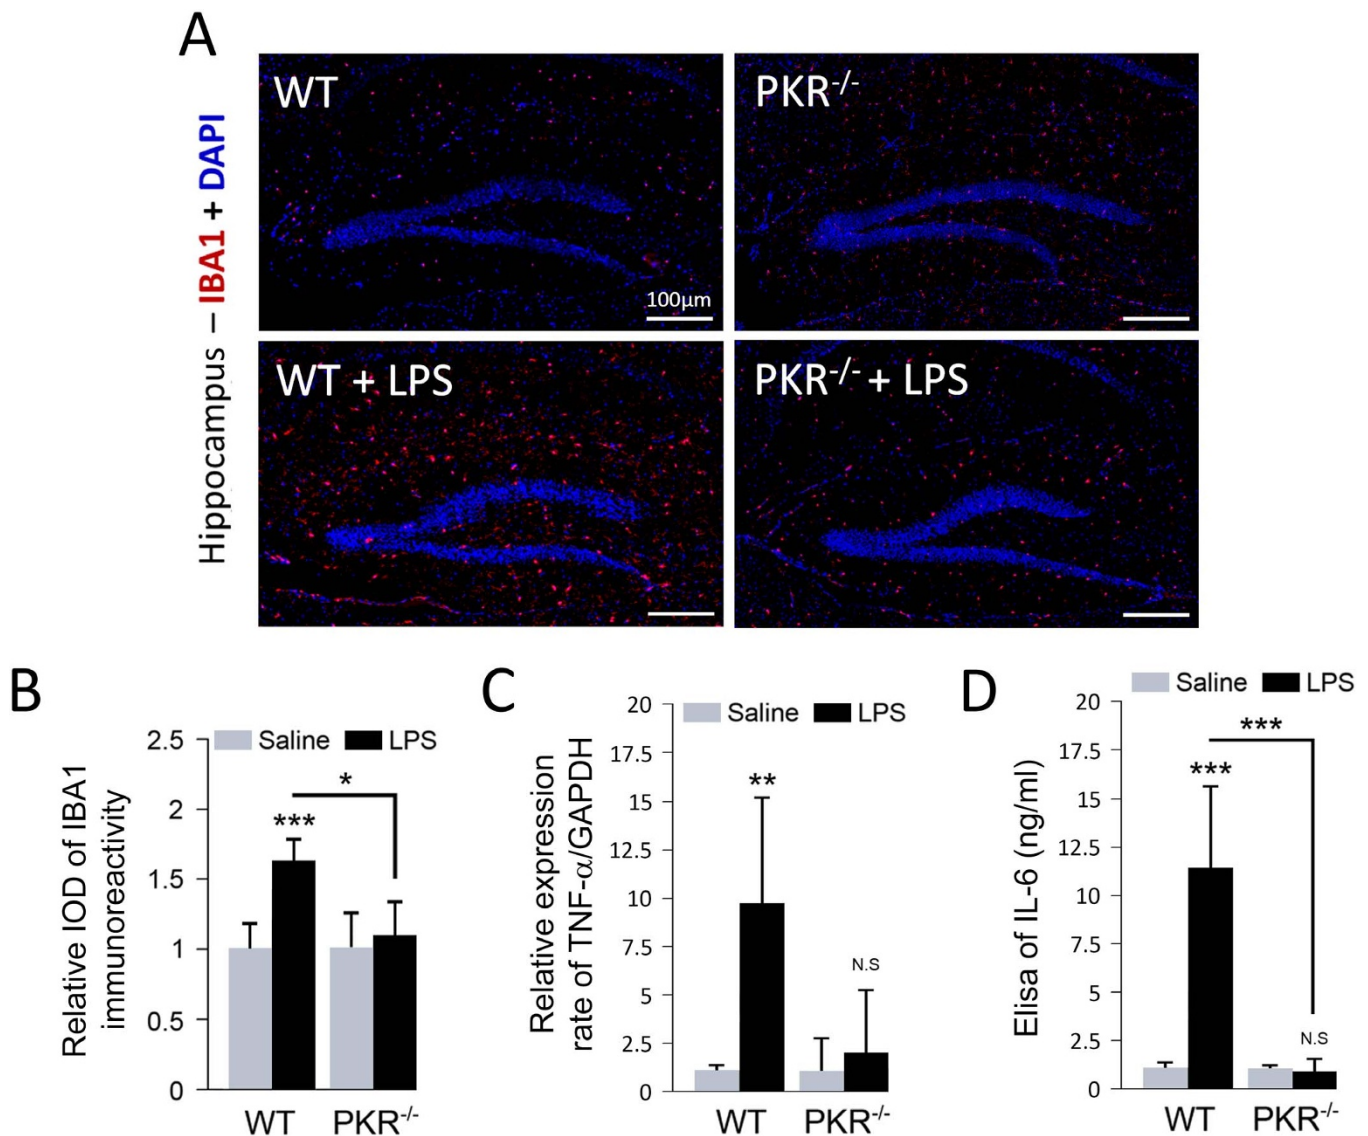 A
Hippocampus – IBA1 + DAPI
WT
PKR-/-
100µm
WT + LPS
PKR-/- + LPS
B
Relative IOD of IBA1
immunoreactivity
2.5
2
1.5
1
0.5
0
Saline
LPS
*
***
WT
PKR-/-
C
Relative expression
rate of TNF-α/GAPDH
20
17.5
15
12.5
10
7.5
5
2.5
0
Saline
LPS
**
N.S
WT
PKR-/-
D
Elisa of IL-6 (ng/ml)
20
17.5
15
12.5
10
7.5
5
2.5
0
Saline
LPS
***
***
N.S
WT
PKR-/-